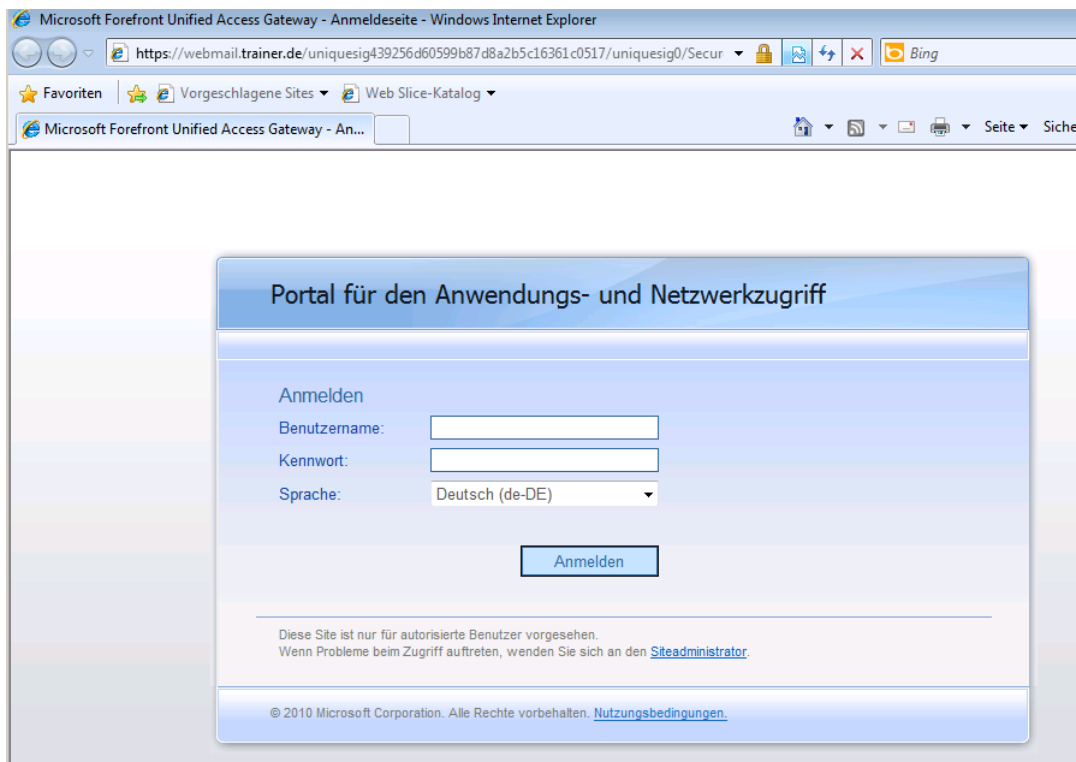 Microsoft Forefront Unified Access Gateway - Anmeldeseite - Windows Internet Explorer
https://webmail.trainer.de/uniquesig439256d60599b87d8a2b5c16361c0517/uniquesig0/Secur
Bing
Favoriten
Vorgeschlagene Sites
Web Slice-Katalog
Microsoft Forefront Unified Access Gateway - An...
Seite
Siche
Portal für den Anwendungs- und Netzwerkzugriff
Anmelden
Benutzername:
Kennwort:
Sprache: Deutsch (de-DE)
Anmelden
Diese Site ist nur für autorisierte Benutzer vorgesehen.
Wenn Probleme beim Zugriff auftreten, wenden Sie sich an den Siteadministrator.
© 2010 Microsoft Corporation. Alle Rechte vorbehalten. Nutzungsbedingungen.